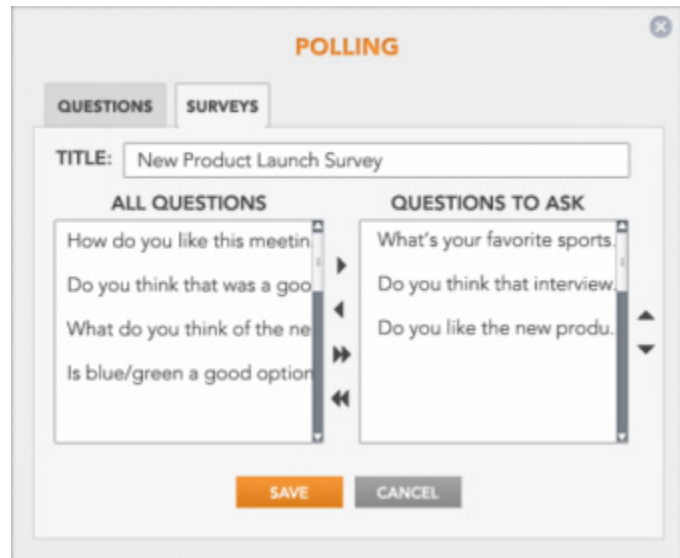 POLLING
QUESTIONS
SURVEYS
TITLE: New Product Launch Survey
ALL QUESTIONS
How do you like this meetin
Do you think that was a goo
What do you think of the ne
Is blue/green a good option
QUESTIONS TO ASK
What's your favorite sports.
Do you think that interview.
Do you like the new produ.
SAVE
CANCEL